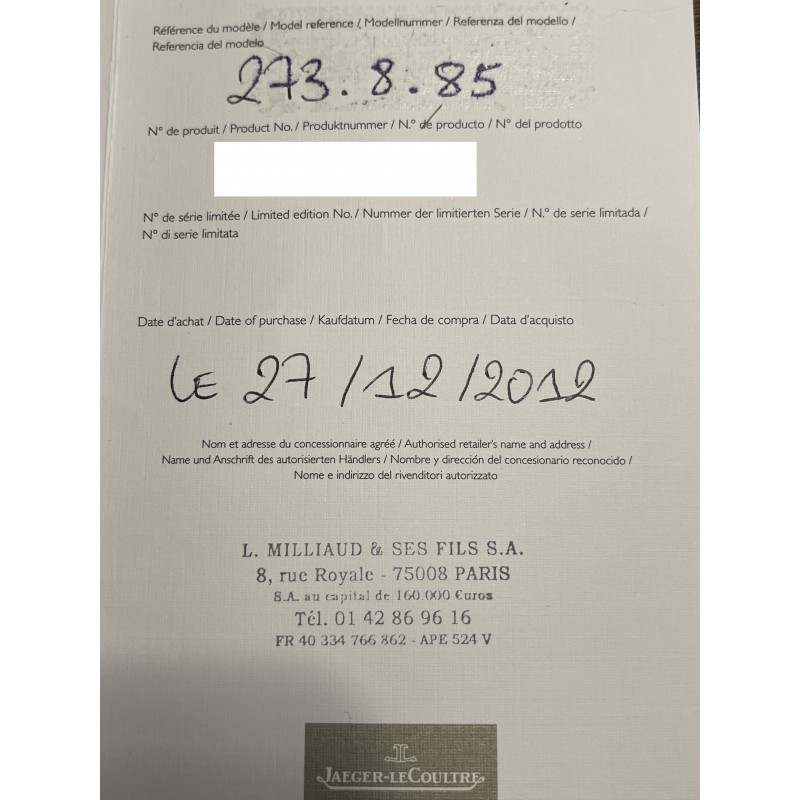 Référence du modèle / Model reference / Modellnummer / Referenza del modello /
Referencia del modelo
273.8.85
N° de produit / Product No. / Produktnummer / N.° de producto / N° del prodotto
N° de série limitée / Limited edition No. / Nummer der limitierten Serie / N.° de serie limitada /
N° di serie limitata
Date d'achat / Date of purchase / Kaufdatum / Fecha de compra / Data d'acquisto
LE 27/12/2012
Nom et adresse du concessionnaire agréé / Authorised retailer's name and address /
Name und Anschrift des autorisierten Händlers / Nombre y dirección del concesionario reconocido /
Nome e indirizzo del rivenditori autorizzato
L. MILLIAUD & SES FILS S.A.
8, rue Royale - 75008 PARIS
S.A. au capital de 160.000 €uros
Tél. 01 42 86 96 16
FR 40 334 766 862 - APE 524 V
JAEGER-LECOULTRE